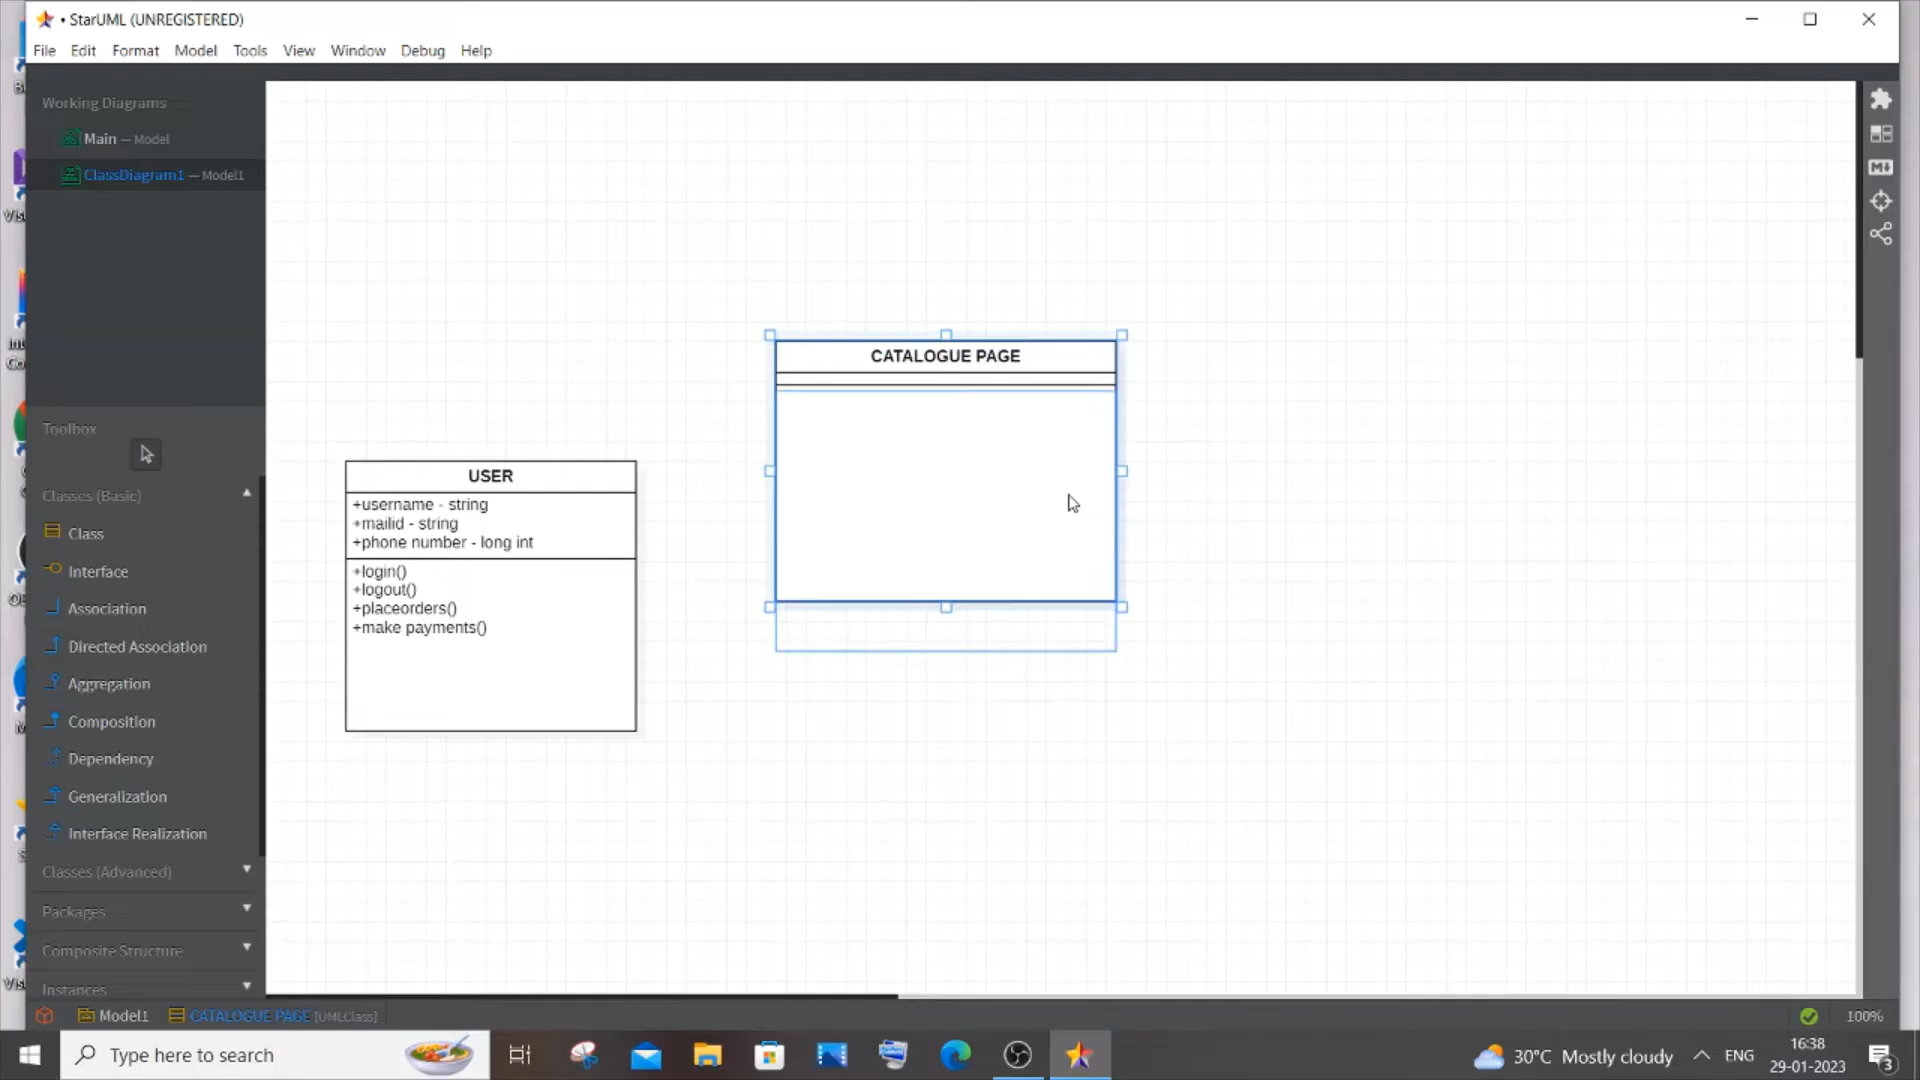 • StarUML (UNREGISTERED)
File Edit Format Model Tools View Window Debug Help
Working Diagrams
Main — Model
ClassDiagram1 — Model1
Toolbox
Classes (Basic)
Class
Interface
Association
Directed Association
Aggregation
Composition
Dependency
Generalization
Interface Realization
Classes (Advanced)
Packages
Composite Structure
Instances
USER
+username - string
+mailid - string
+phone number - long int
+login()
+logout()
+placeorders()
+make payments()
CATALOGUE PAGE
Model1 CATALOGUE PAGE [UMLClass]
100%
Type here to search
30°C Mostly cloudy
ENG
16:38
29-01-2023
3